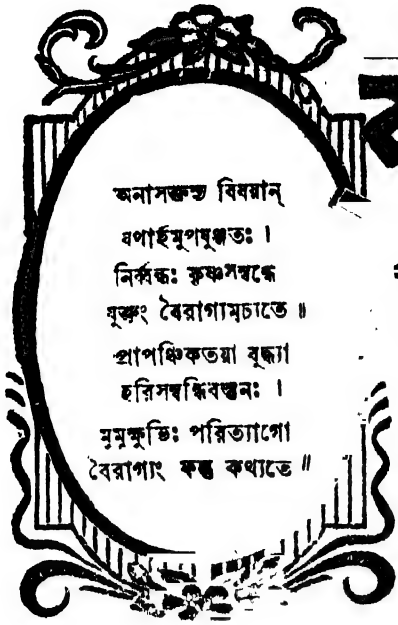 অনাসক্তস্য বিষয়ান্
যথার্হমুপযুঞ্জতঃ ।
নির্ব্বন্ধঃ কৃষ্ণসম্বন্ধে
যুক্তং বৈরাগ্যমুচ্যতে ॥
প্রাপঞ্চিকতয়া বুদ্ধ্যা
হরিসম্বন্ধিবস্তুনঃ ।
মুমুক্ষুভিঃ পরিত্যাগো
বৈরাগ্যং ফল্গু কথ্যতে ॥